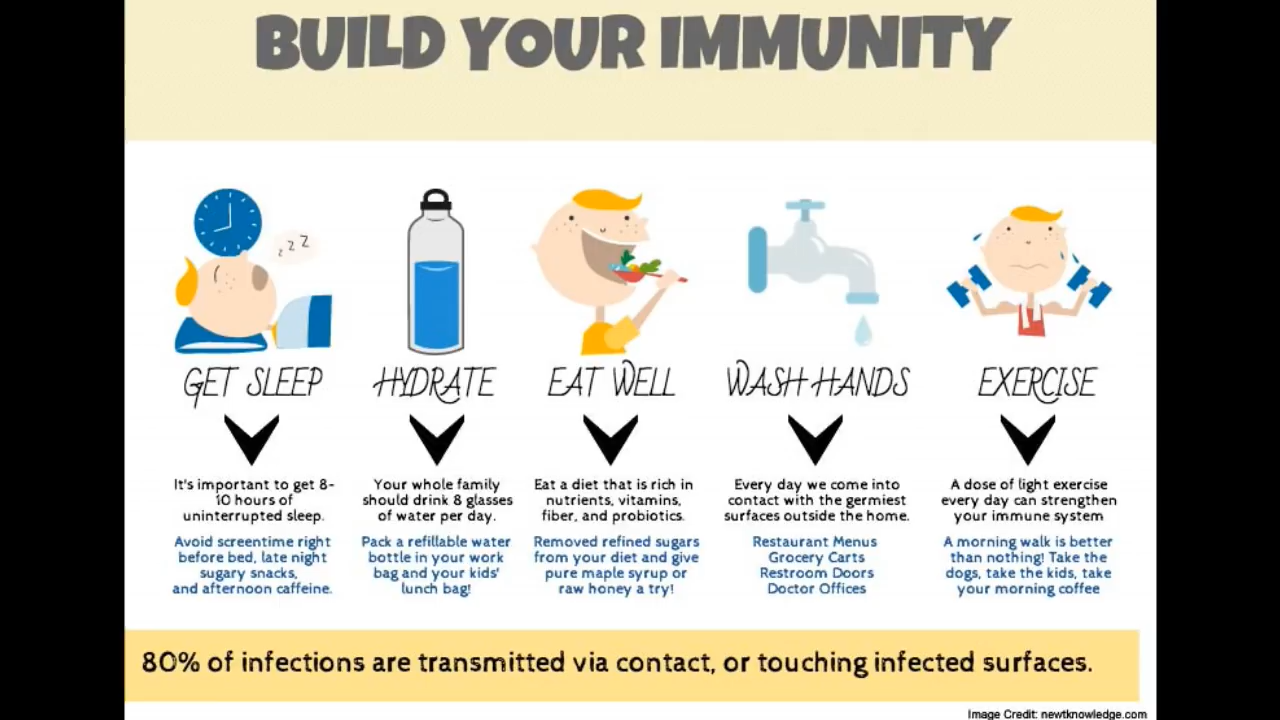 BUILD YOUR IMMUNITY
z z z
GET SLEEP
It's important to get 8-
10 hours of
uninterrupted sleep.
Avoid screentime right
before bed, late night
sugary snacks,
and afternoon caffeine.
HYDRATE
Your whole family
should drink 8 glasses
of water per day.
Pack a refillable water
bottle in your work
bag and your kids'
lunch bag!
EAT WELL
Eat a diet that is rich in
nutrients, vitamins,
fiber, and probiotics.
Removed refined sugars
from your diet and give
pure maple syrup or
raw honey a try!
WASH HANDS
Every day we come into
contact with the germiest
surfaces outside the home.
Restaurant Menus
Grocery Carts
Restroom Doors
Doctor Offices
EXERCISE
A dose of light exercise
every day can strengthen
your immune system
A morning walk is better
than nothing! Take the
dogs, take the kids, take
your morning coffee
80% of infections are transmitted via contact, or touching infected surfaces.
Image Credit: newtknowledge.com